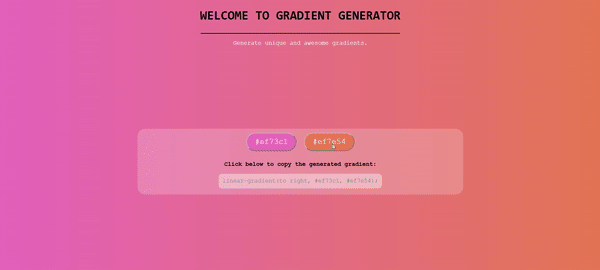 WELCOME TO GRADIENT GENERATOR
Generate unique and awesome gradients.
#ef73c1 #ef7e54
Click below to copy the generated gradient:
linear-gradient(to right, #ef73c1, #ef7e54);